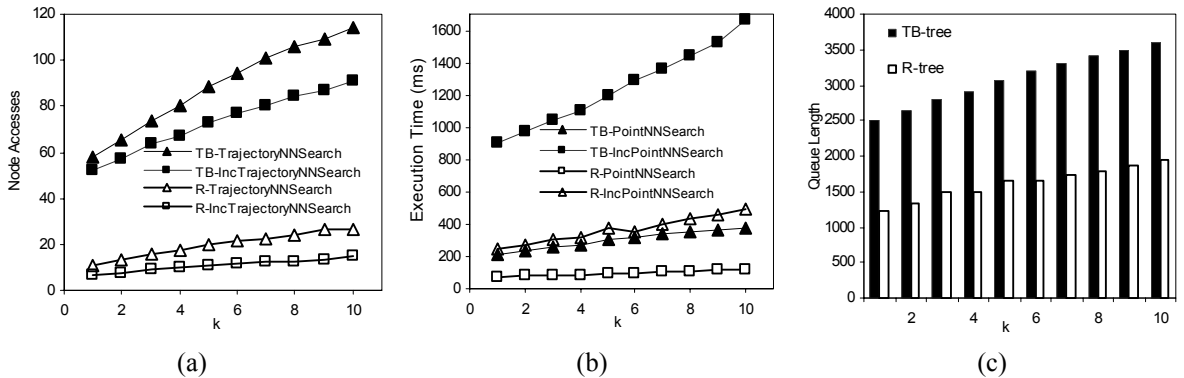 120
100
80
60
40
20
0
Node Accesses
TB-TrajectoryNNSearch
TB-IncTrajectoryNNSearch
R-TrajectoryNNSearch
R-IncTrajectoryNNSearch
0 2 4 6 8 10
k
(a)
1600
1400
1200
1000
800
600
400
200
0
Execution Time (ms)
TB-PointNNSearch
TB-IncPointNNSearch
R-PointNNSearch
R-IncPointNNSearch
0 2 4 6 8 10
k
(b)
4000
3500
3000
2500
2000
1500
1000
500
0
Queue Length
TB-tree
R-tree
2 4 6 8 10
k
(c)